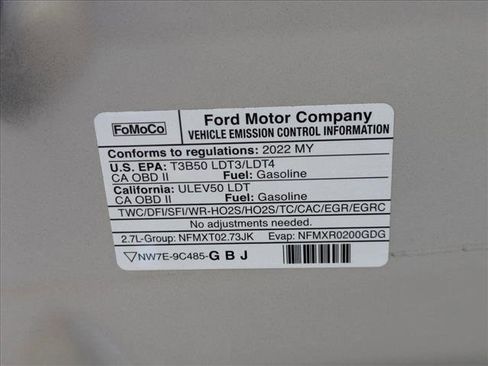 FoMoCo
Ford Motor Company
VEHICLE EMISSION CONTROL INFORMATION
Conforms to regulations: 2022 MY
U.S. EPA: T3B50 LDT3/LDT4
CA OBD II Fuel: Gasoline
California: ULEV50 LDT
CA OBD II Fuel: Gasoline
TWC/DFI/SFI/WR-HO2S/HO2S/TC/CAC/EGR/EGRC
No adjustments needed.
2.7L-Group: NFMXT02.73JK Evap: NFMXR0200GDG
NW7E-9C485-GBJ